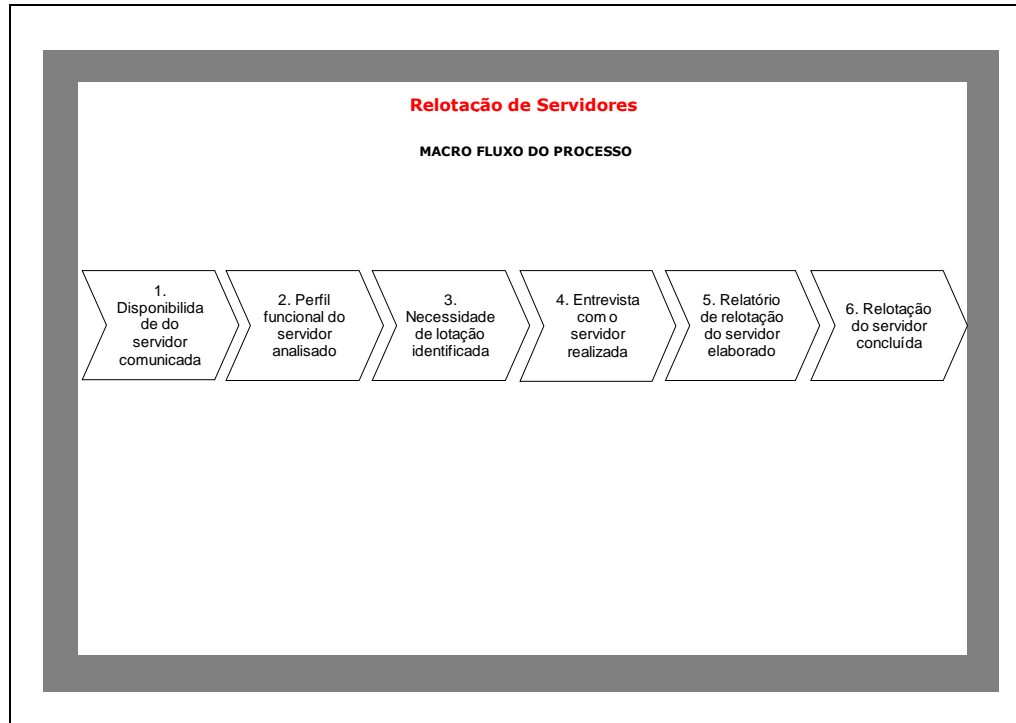 Relotação de Servidores
MACRO FLUXO DO PROCESSO
1.
Disponibilida
de do
servidor
comunicada
2. Perfil
funcional do
servidor
analisado
3.
Necessidade
de lotação
identificada
4. Entrevista
com o
servidor
realizada
5. Relatório
de relotação
do servidor
elaborado
6. Relotação
do servidor
concluída